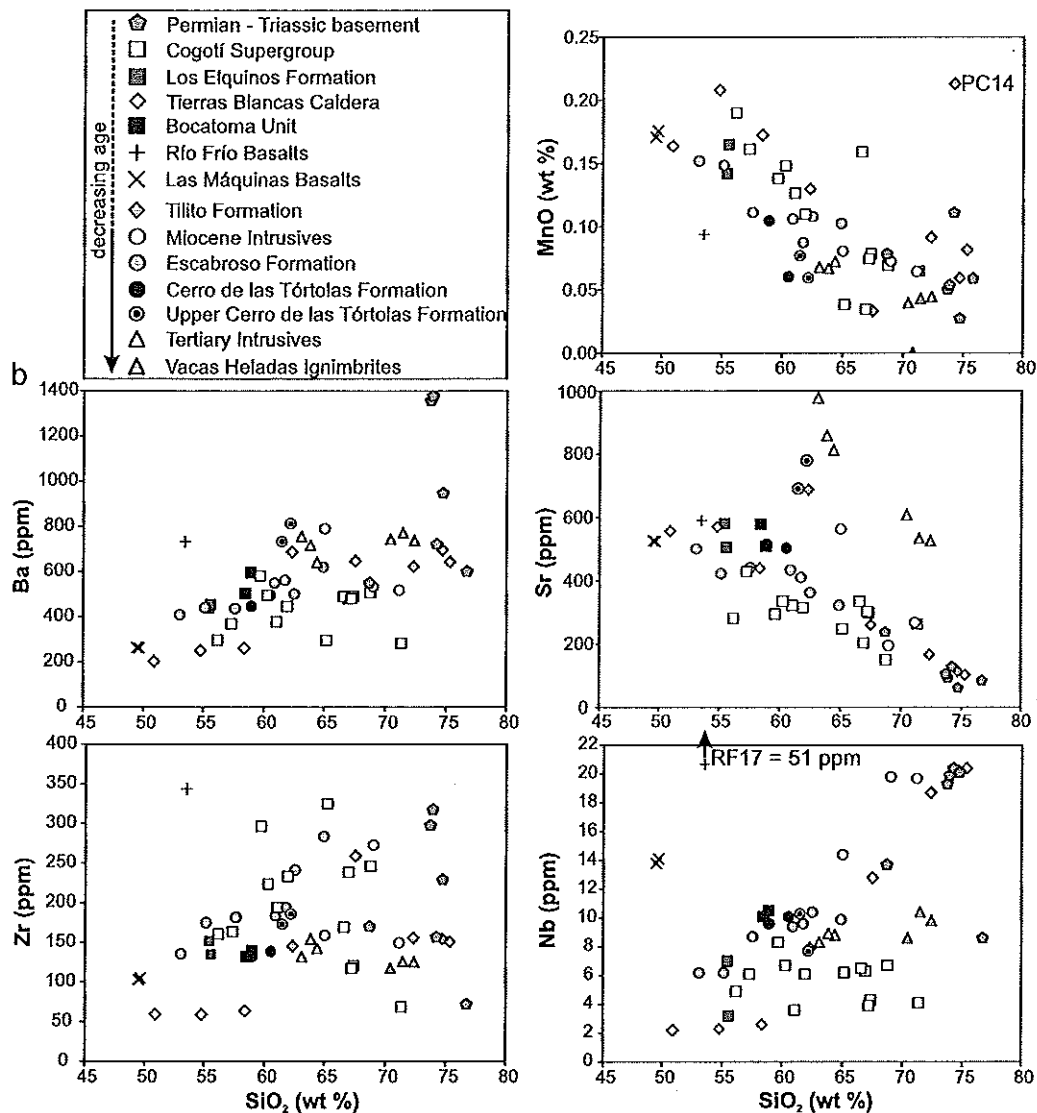 Permian - Triassic basement
Cogotí Supergroup
Los Elquinos Formation
Tierras Blancas Caldera
Bocatoma Unit
Río Frío Basalts
Las Máquinas Basalts
Tilito Formation
Miocene Intrusives
Escabroso Formation
Cerro de las Tórtolas Formation
Upper Cerro de las Tórtolas Formation
Tertiary Intrusives
Vacas Heladas Ignimbrites
decreasing age
0.25
0.20
0.15
0.10
0.05
0.00
MnO (wt %)
PC14
45 50 55 60 65 70 75 80
b
1400
1200
1000
800
600
400
200
0
Ba (ppm)
45 50 55 60 65 70 75 80
1000
800
600
400
200
0
Sr (ppm)
45 50 55 60 65 70 75 80
400
350
300
250
200
150
100
50
0
Zr (ppm)
45 50 55 60 65 70 75 80
SiO₂ (wt %)
RF17 = 51 ppm
22
20
18
16
14
12
10
8
6
4
2
0
Nb (ppm)
45 50 55 60 65 70 75 80
SiO₂ (wt %)